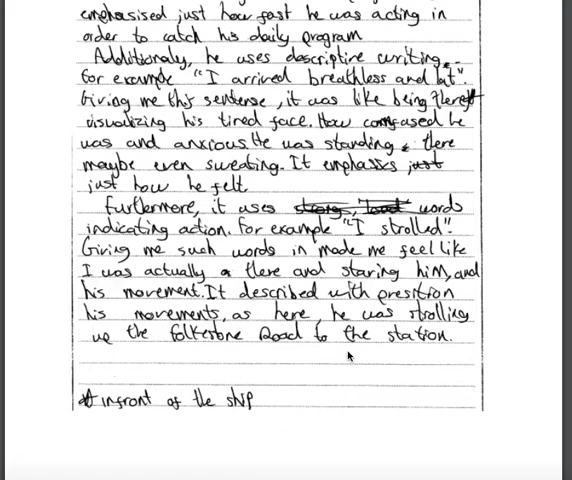 emphasised just how fast he was acting in
order to catch his daily program
Additionaly, he uses descriptive writing.
for example "I arrived breathless and hot".
Giving me this sentence, it was like being there
visualizing his tired face. How confused he
was and anxious. He was standing there
maybe even sweating. It emphasses just
just how he felt.
furthermore, it uses strong, "loud" words
indicating action. For example "I strolled".
Giving me such words in made me feel like
I was actually a there and staring him, and
his movement. It described with presition
his movements, as here, he was strolling
up the folkestone Road to the station.
infront of the ship